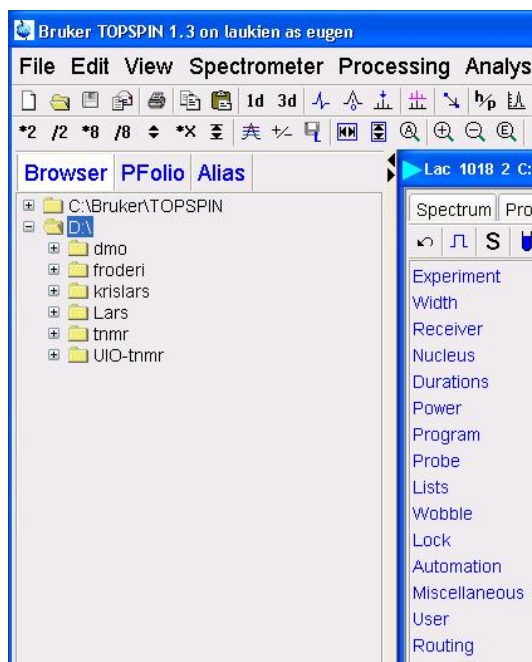 Bruker TOPSPIN 1.3 on laukien as eugen
File Edit View Spectrometer Processing Analys
1d 3d h/p
*2 /2 *8 /8 *X +/-
Browser PFolio Alias
C:\Bruker\TOPSPIN
D:\
dmo
froderi
krislars
Lars
tnmr
UIO-tnmr
Lac 1018 2 C:
Spectrum Pro
S
Experiment
Width
Receiver
Nucleus
Durations
Power
Program
Probe
Lists
Wobble
Lock
Automation
Miscellaneous
User
Routing